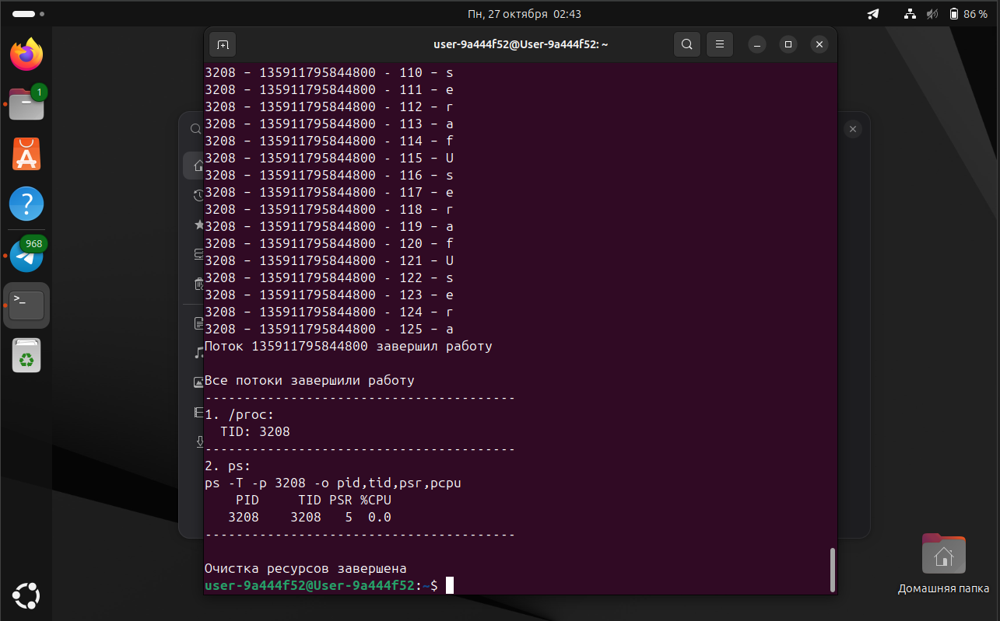 Пн, 27 октября 02:43
86 %
user-9a444f52@User-9a444f52: ~
1
968
>_
3208 – 135911795844800 - 110 – s
3208 – 135911795844800 - 111 – e
3208 – 135911795844800 - 112 – r
3208 – 135911795844800 - 113 – a
3208 – 135911795844800 - 114 – f
3208 – 135911795844800 - 115 – U
3208 – 135911795844800 - 116 – s
3208 – 135911795844800 - 117 – e
3208 – 135911795844800 - 118 – r
3208 – 135911795844800 - 119 – a
3208 – 135911795844800 - 120 – f
3208 – 135911795844800 - 121 – U
3208 – 135911795844800 - 122 – s
3208 – 135911795844800 - 123 – e
3208 – 135911795844800 - 124 – r
3208 – 135911795844800 - 125 – a
Поток 135911795844800 завершил работу
Все потоки завершили работу
----------------------------------------
1. /proc:
  TID: 3208
----------------------------------------
2. ps:
ps -T -p 3208 -o pid,tid,psr,pcpu
    PID     TID PSR %CPU
   3208    3208   5  0.0
----------------------------------------
Очистка ресурсов завершена
user-9a444f52@User-9a444f52:~$
Домашняя папка